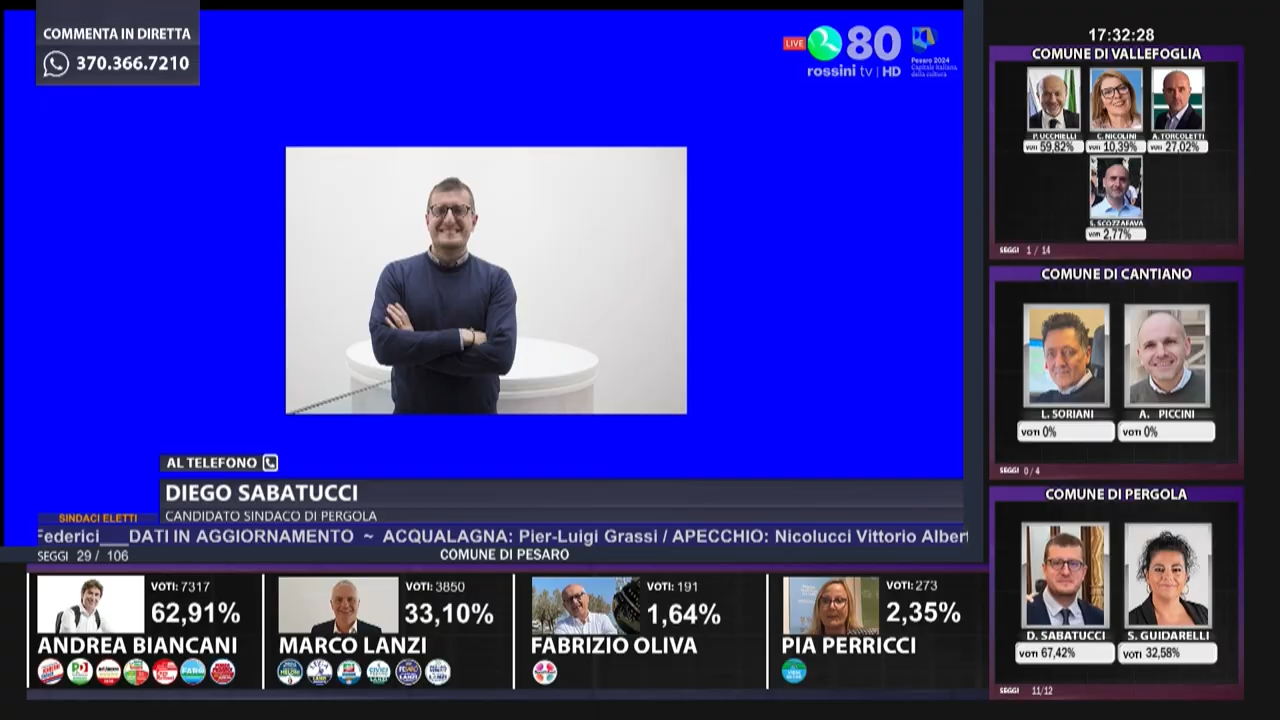 COMMENTA IN DIRETTA
370.366.7210
LIVE
80
rossini tv | HD
Pesaro 2024
Capitale italiana
della cultura
AL TELEFONO
DIEGO SABATUCCI
CANDIDATO SINDACO DI PERGOLA
SINDACI ELETTI
Federici___DATI IN AGGIORNAMENTO ~ ACQUALAGNA: Pier-Luigi Grassi / APECCHIO: Nicolucci Vittorio Albert
SEGGI 29 / 106
COMUNE DI PESARO
VOTI: 7317
62,91%
ANDREA BIANCANI
VOTI: 3850
33,10%
MARCO LANZI
VOTI: 191
1,64%
FABRIZIO OLIVA
VOTI: 273
2,35%
PIA PERRICCI
17:32:28
COMUNE DI VALLEFOGLIA
P. UCCHIELLI
VOTI 59,82%
C. NICOLINI
VOTI 10,39%
A. TORCOLETTI
VOTI 27,02%
S. SCOZZAFAVA
VOTI 2,77%
SEGGI 1 / 14
COMUNE DI CANTIANO
L. SORIANI
VOTI 0%
A. PICCINI
VOTI 0%
SEGGI 0 / 4
COMUNE DI PERGOLA
D. SABATUCCI
VOTI 67,42%
S. GUIDARELLI
VOTI 32,58%
SEGGI 11/12